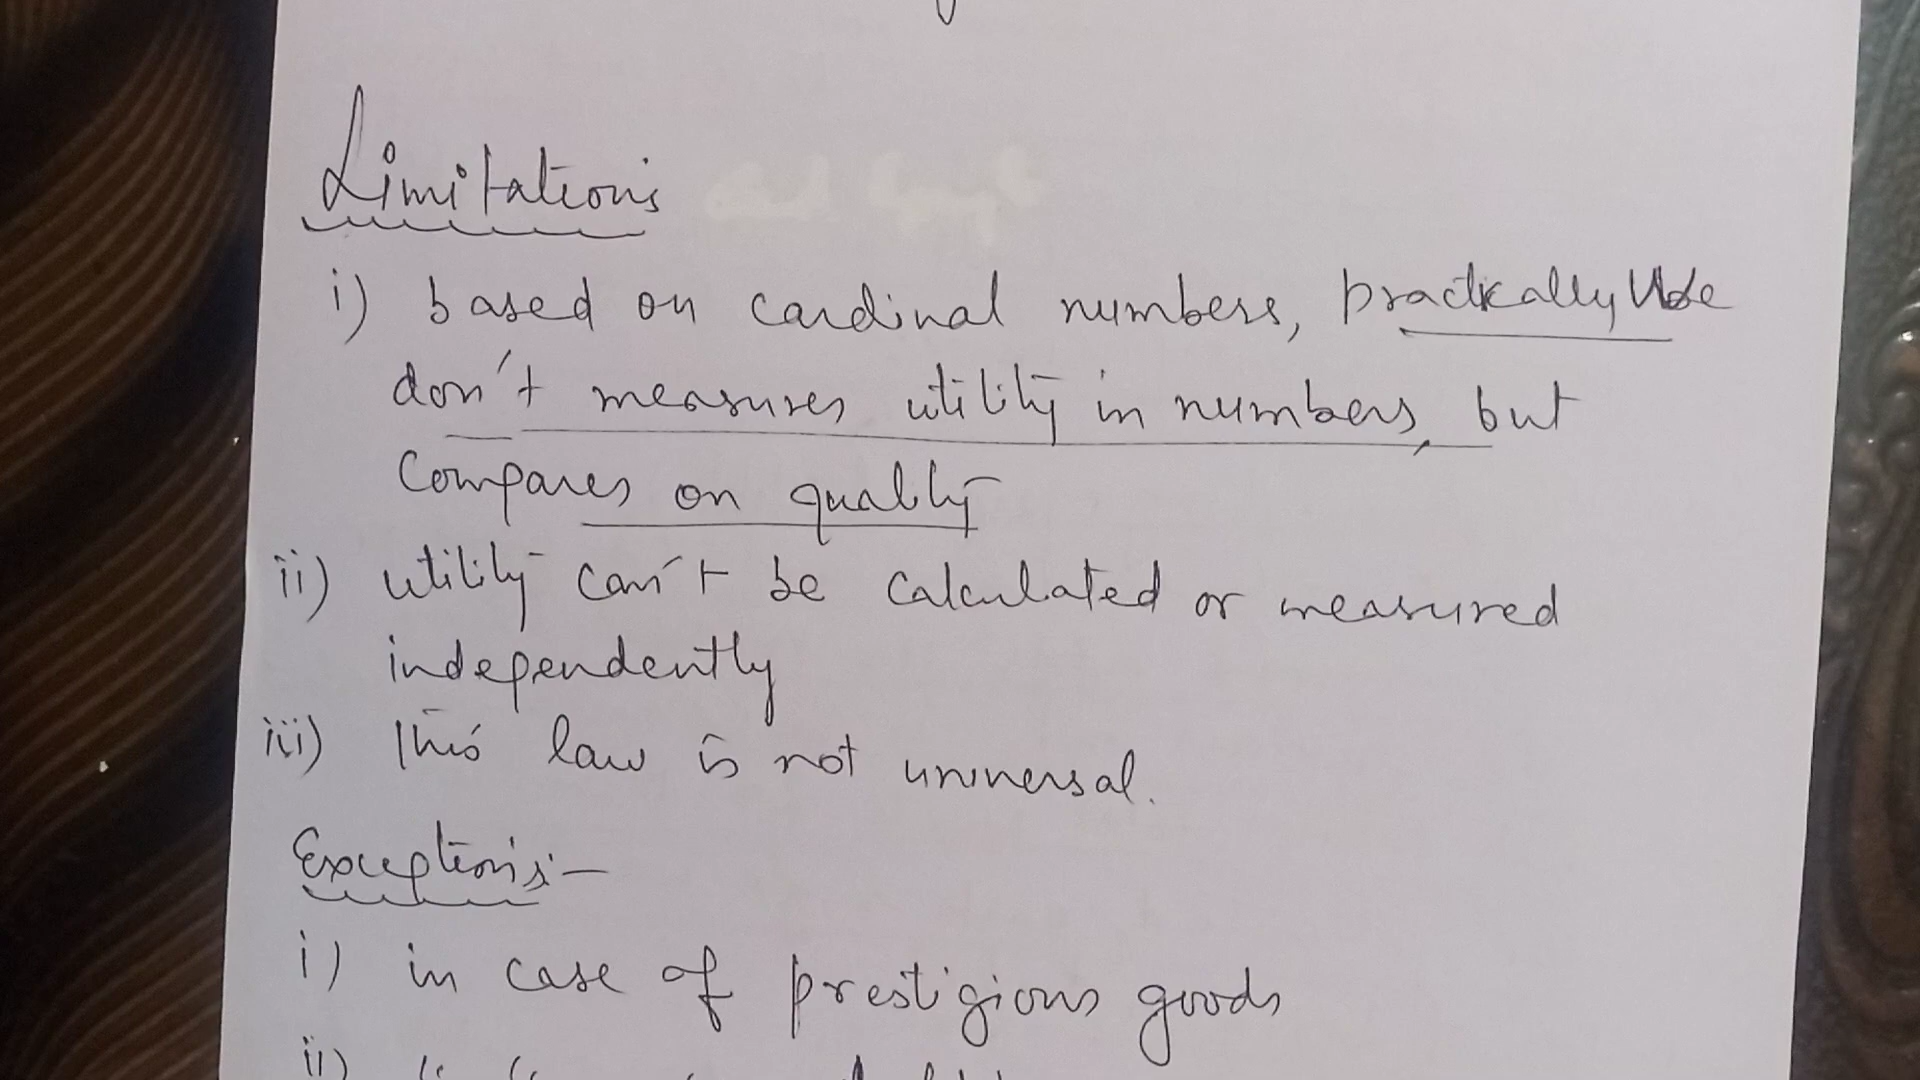 Limitations
i) based on cardinal numbers, practically We
don't measures utility in numbers, but
Compares on quality
ii) utility can't be calculated or measured
independently
iii) This law is not universal.
Exceptions:-
i) in case of prestigious goods
ii)